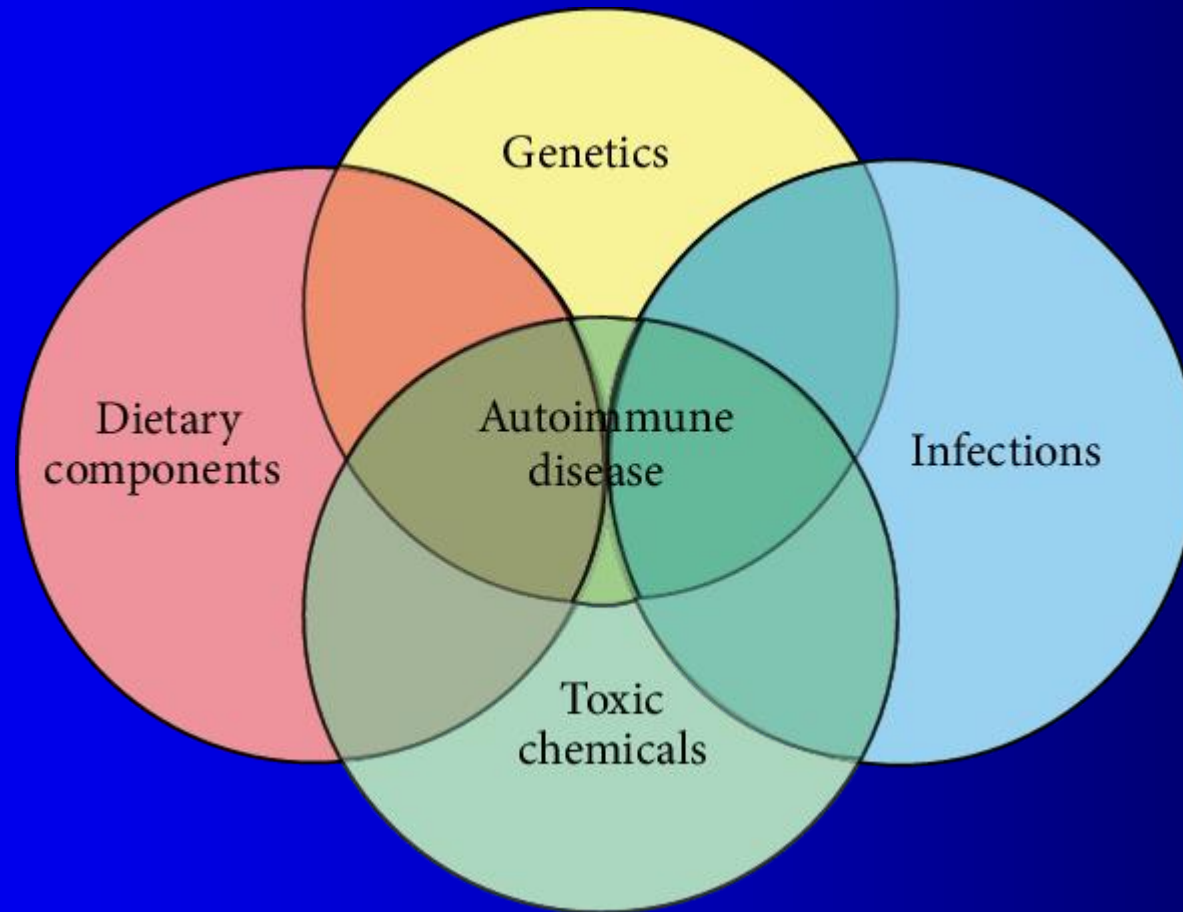 Genetics
Dietary
components
Autoimmune
disease
Infections
Toxic
chemicals